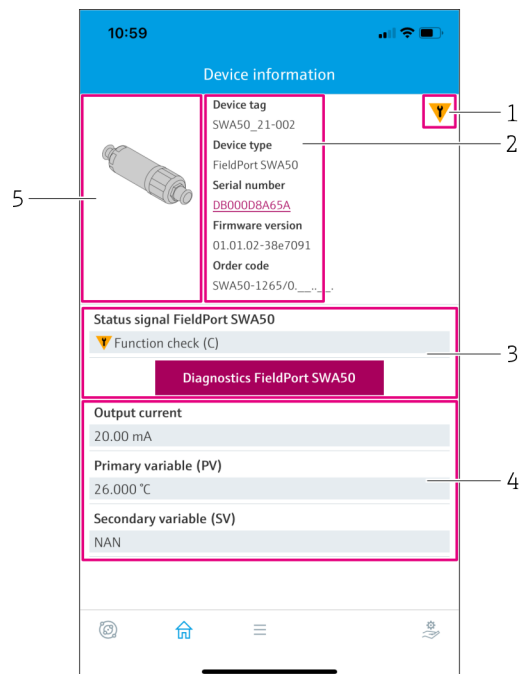 10:59
Device information
Device tag
SWA50_21-002
Device type
FieldPort SWA50
Serial number
DB000D8A65A
Firmware version
01.01.02-38e7091
Order code
SWA50-1265/0.__..__.
1
2
5
Status signal FieldPort SWA50
Function check (C)
3
Diagnostics FieldPort SWA50
Output current
20.00 mA
Primary variable (PV)
26.000 °C
4
Secondary variable (SV)
NAN